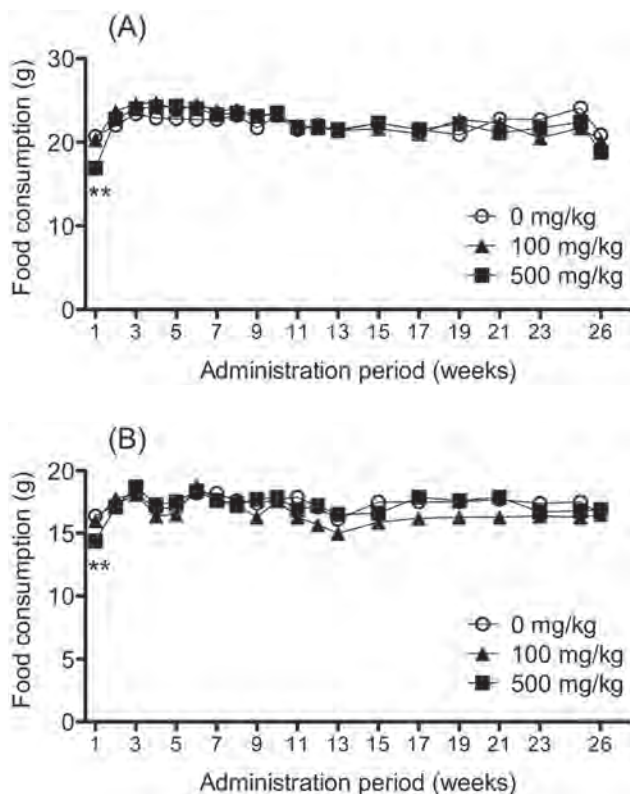 (A)
Food consumption (g)
30
20
10
0
**
0 mg/kg
100 mg/kg
500 mg/kg
1 3 5 7 9 11 13 15 17 19 21 23 26
Administration period (weeks)
(B)
Food consumption (g)
20
15
10
5
0
**
0 mg/kg
100 mg/kg
500 mg/kg
1 3 5 7 9 11 13 15 17 19 21 23 26
Administration period (weeks)